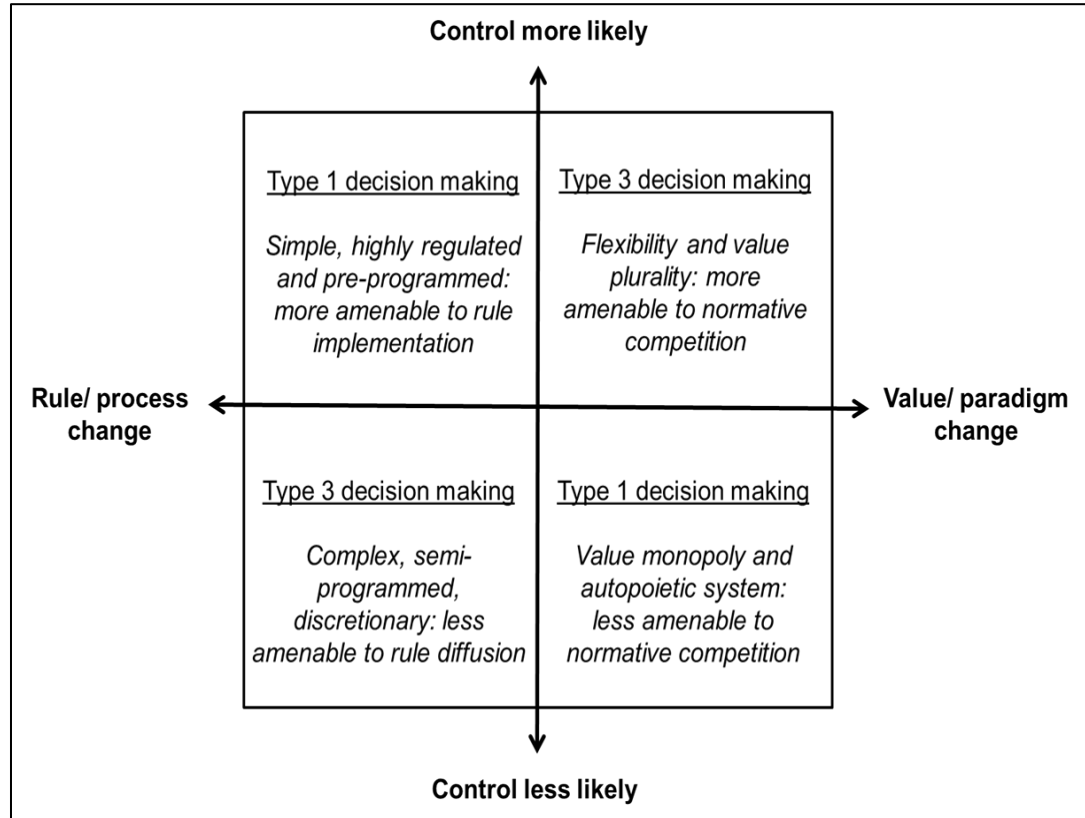 Control more likely
Type 1 decision making
Simple, highly regulated
and pre-programmed:
more amenable to rule
implementation
Type 3 decision making
Flexibility and value
plurality: more
amenable to normative
competition
Rule/ process
change
Value/ paradigm
change
Type 3 decision making
Complex, semi-
programmed,
discretionary: less
amenable to rule diffusion
Type 1 decision making
Value monopoly and
autopoietic system:
less amenable to
normative competition
Control less likely